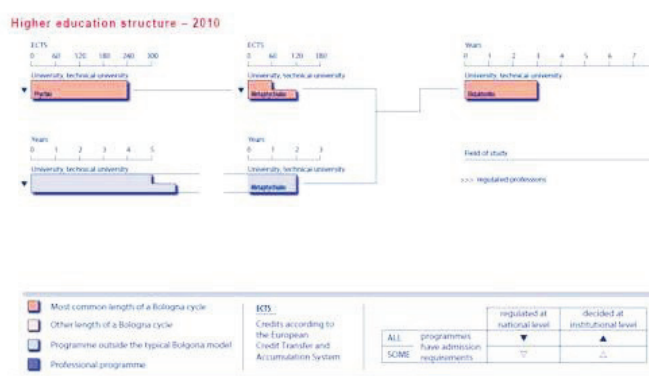 Higher education structure – 2010
ECTS
0 60 120 180 240 300
University, technical university
Ptychio
ECTS
0 60 120 180
University, technical university
Metaptychiako
Years
0 1 2 3 4 5 6 7
University, technical university
Didaktoriko
Years
0 1 2 3 4 5
University, technical university
Years
0 1 2 3
University, technical university
Metaptychiako
Field of study
>>> regulated professions
Most common length of a Bologna cycle
Other length of a Bologna cycle
Programme outside the typical Bolgona model
Professional programme
ECTS
Credits according to
the European
Credit Transfer and
Accumulation System
regulated at
national level
decided at
institutional level
ALL
SOME
programmes
have admission
requirements